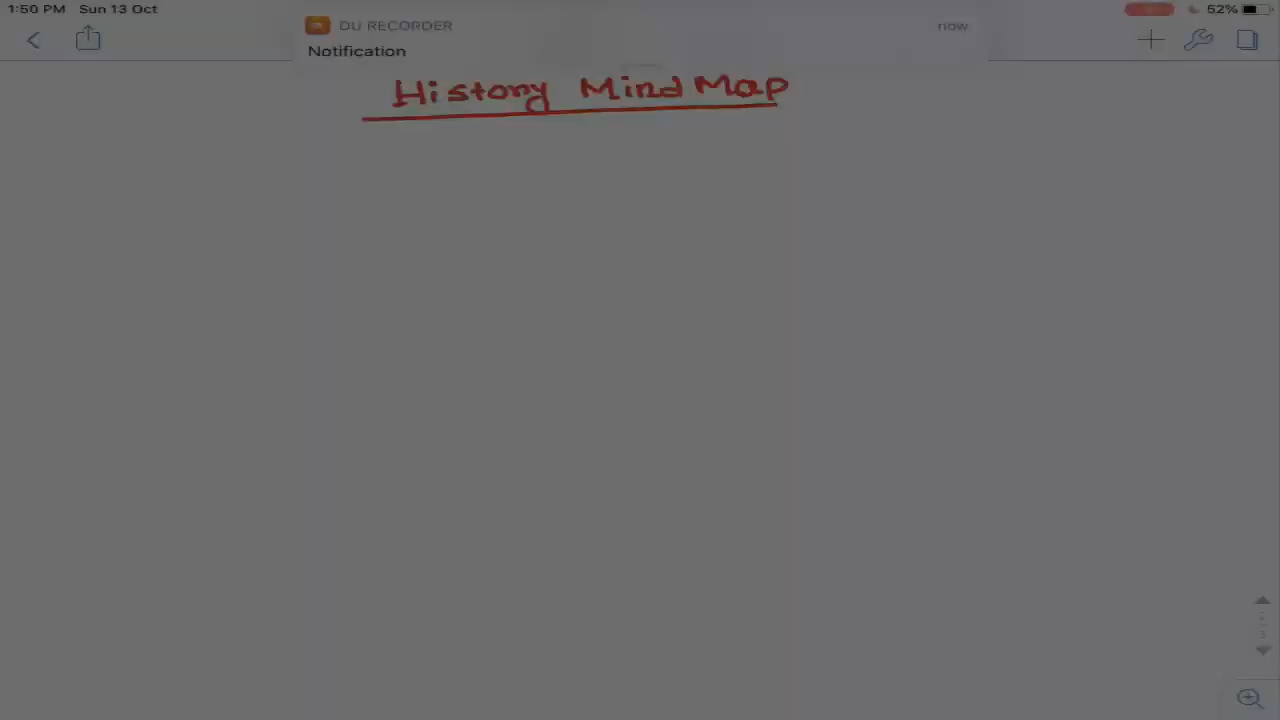 1:50 PM Sun 13 Oct
52%
DU RECORDER
now
Notification
History Mind Map